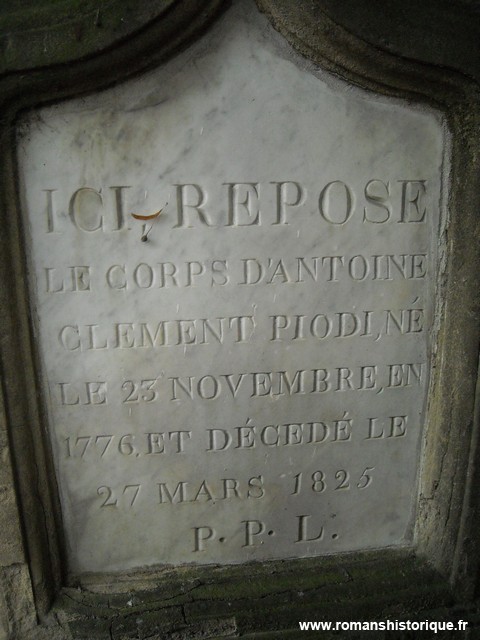 ICI REPOSE
LE CORPS D'ANTOINE
CLEMENT PIODI, NÉ
LE 23 NOVEMBRE, EN
1776, ET DÉCEDÉ LE
27 MARS 1825
P. P. L.
www.romanshistorique.fr